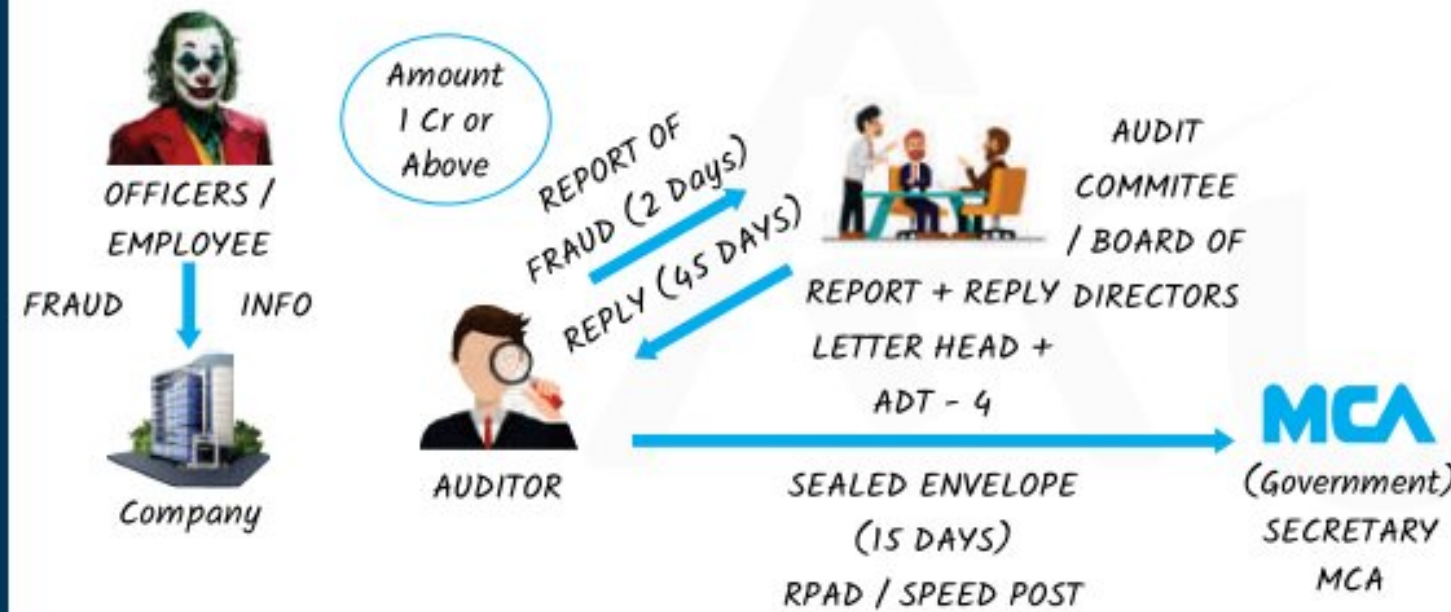 OFFICERS /
EMPLOYEE
FRAUD INFO
Company
Amount
1 Cr or
Above
REPORT OF
FRAUD (2 Days)
REPLY (45 DAYS)
AUDITOR
AUDIT
COMMITEE
/ BOARD OF
DIRECTORS
REPORT + REPLY
LETTER HEAD +
ADT - 4
SEALED ENVELOPE
(15 DAYS)
RPAD / SPEED POST
MCA
(Government)
SECRETARY
MCA